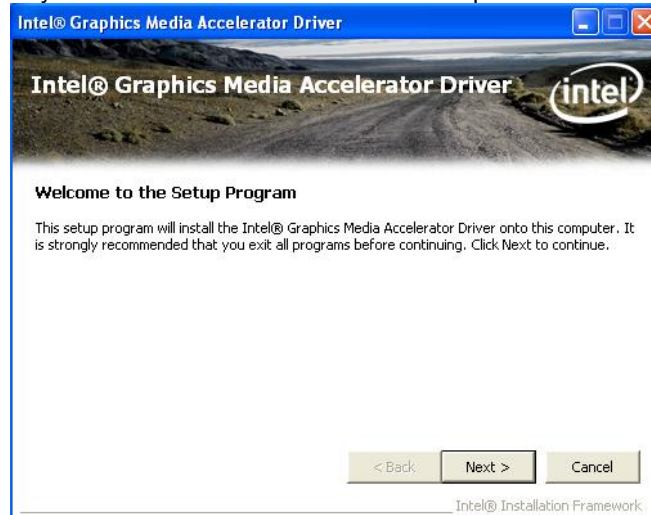 Intel® Graphics Media Accelerator Driver
Intel® Graphics Media Accelerator Driver
intel
Welcome to the Setup Program
This setup program will install the Intel® Graphics Media Accelerator Driver onto this computer. It
is strongly recommended that you exit all programs before continuing. Click Next to continue.
< Back Next > Cancel
Intel® Installation Framework